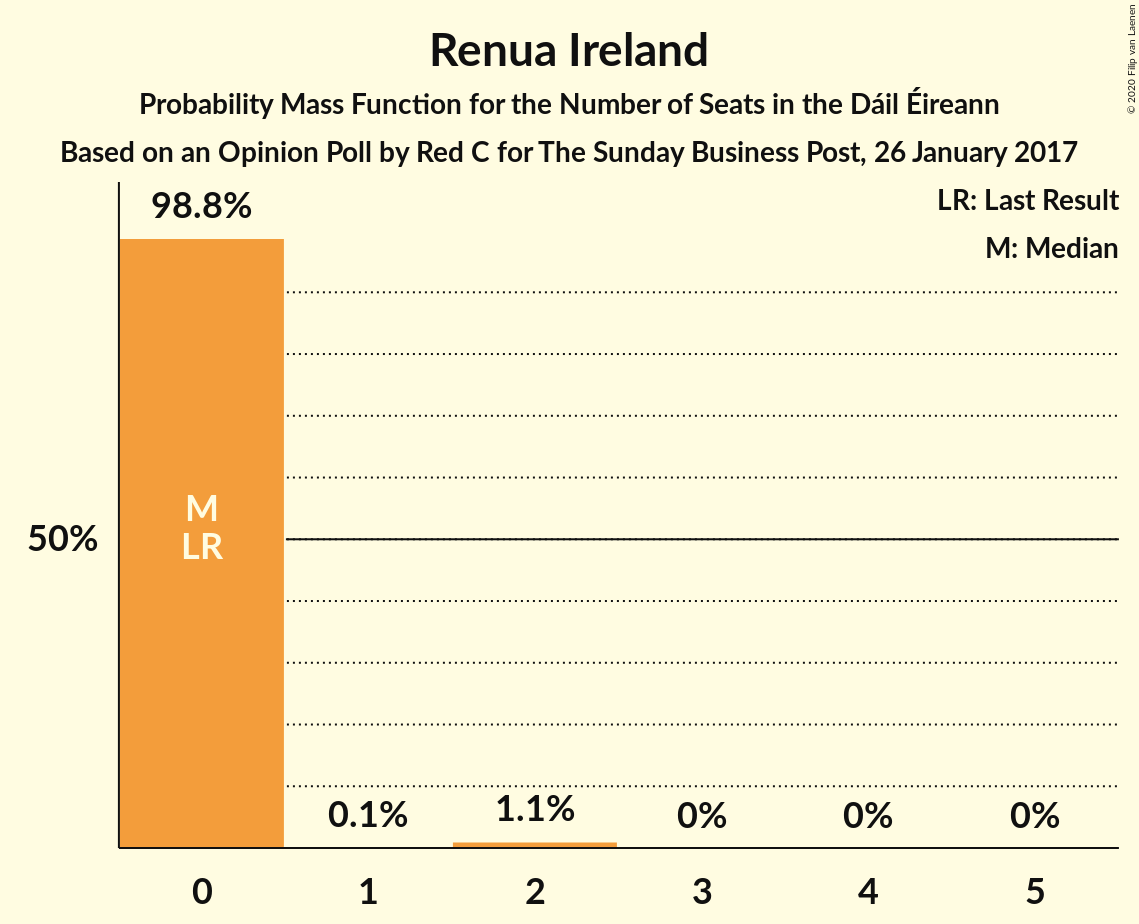 Renua Ireland
Probability Mass Function for the Number of Seats in the Dáil Éireann
Based on an Opinion Poll by Red C for The Sunday Business Post, 26 January 2017
© 2020 Filip van Laenen
LR: Last Result
M: Median
98.8%
M
LR
50%
0.1%
1.1%
0%
0%
0%
0
1
2
3
4
5